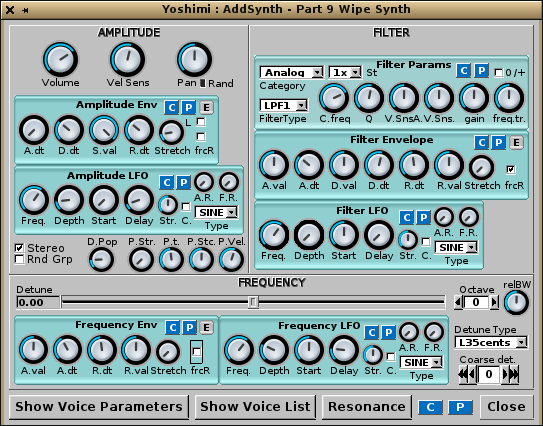 Yoshimi : AddSynth - Part 9 Wipe Synth
AMPLITUDE
Volume Vel Sens Pan Rand
Amplitude Env C P E
L
A.dt D.dt S.val R.dt Stretch frcR
Amplitude LFO C P A.R. F.R.
SINE
Freq. Depth Start Delay Str. C. Type
Stereo
Rnd Grp
D.Pop P.Str. P.t. P.Stc. P.Vel.
FILTER
Filter Params C P 0/+
Analog 1x St
Category
LPF1
FilterType
C.freq Q V.SnsA.V.Sns. gain freq.tr.
Filter Envelope C P E
A.val A.dt D.val D.dt R.dt R.val Stretch frcR
Filter LFO C P A.R. F.R.
SINE
Freq. Depth Start Delay Str. C. Type
FREQUENCY
Detune
0.00
Octave
0
relBW
Frequency Env C P E
A.val A.dt R.dt R.val Stretch frcR
Frequency LFO C P A.R. F.R.
SINE
Freq. Depth Start Delay Str. C. Type
Detune Type
L35cents
Coarse det.
0
Show Voice Parameters Show Voice List Resonance C P Close